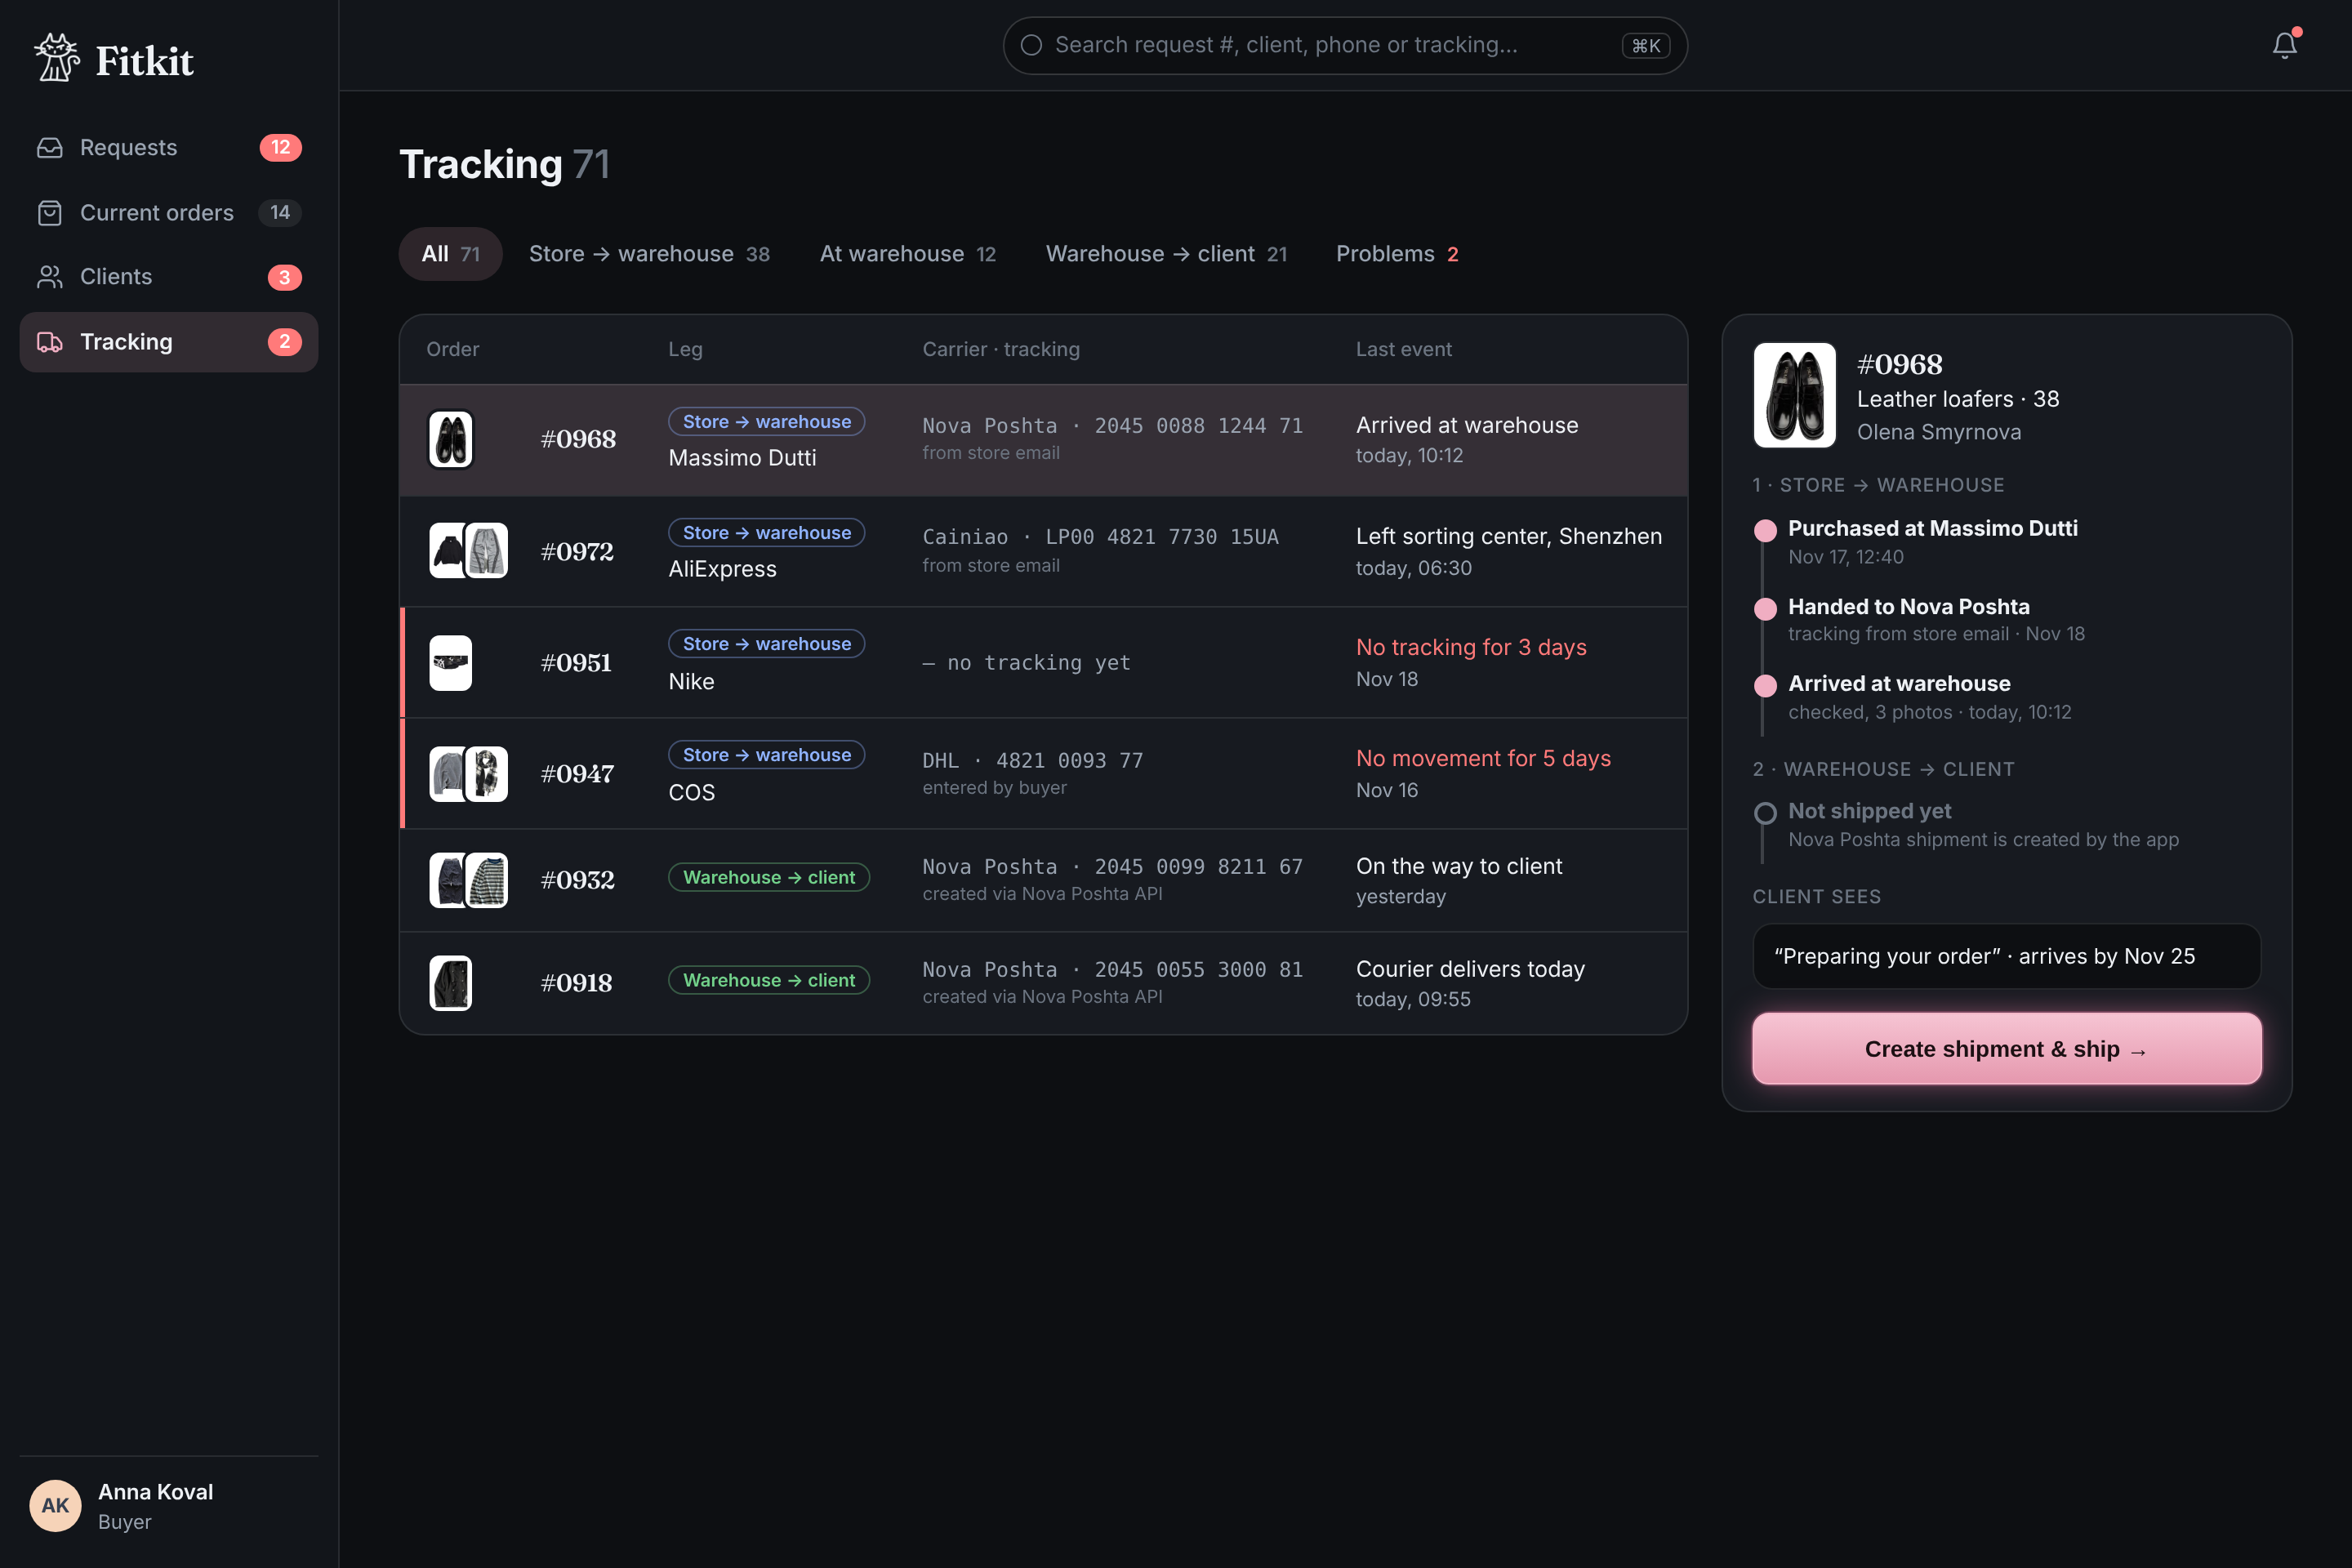 Fitkit
Search request #, client, phone or tracking...
⌘K
Requests 12
Current orders 14
Clients 3
Tracking 2
Tracking 71
All 71
Store → warehouse 38
At warehouse 12
Warehouse → client 21
Problems 2
Order Leg Carrier · tracking Last event
#0968
Store → warehouse
Massimo Dutti
Nova Poshta · 2045 0088 1244 71
from store email
Arrived at warehouse
today, 10:12
#0972
Store → warehouse
AliExpress
Cainiao · LP00 4821 7730 15UA
from store email
Left sorting center, Shenzhen
today, 06:30
#0951
Store → warehouse
Nike
— no tracking yet
No tracking for 3 days
Nov 18
#0947
Store → warehouse
COS
DHL · 4821 0093 77
entered by buyer
No movement for 5 days
Nov 16
#0932
Warehouse → client
Nova Poshta · 2045 0099 8211 67
created via Nova Poshta API
On the way to client
yesterday
#0918
Warehouse → client
Nova Poshta · 2045 0055 3000 81
created via Nova Poshta API
Courier delivers today
today, 09:55
#0968
Leather loafers · 38
Olena Smyrnova
1 · STORE → WAREHOUSE
Purchased at Massimo Dutti
Nov 17, 12:40
Handed to Nova Poshta
tracking from store email · Nov 18
Arrived at warehouse
checked, 3 photos · today, 10:12
2 · WAREHOUSE → CLIENT
Not shipped yet
Nova Poshta shipment is created by the app
CLIENT SEES
“Preparing your order” · arrives by Nov 25
Create shipment & ship →
AK
Anna Koval
Buyer